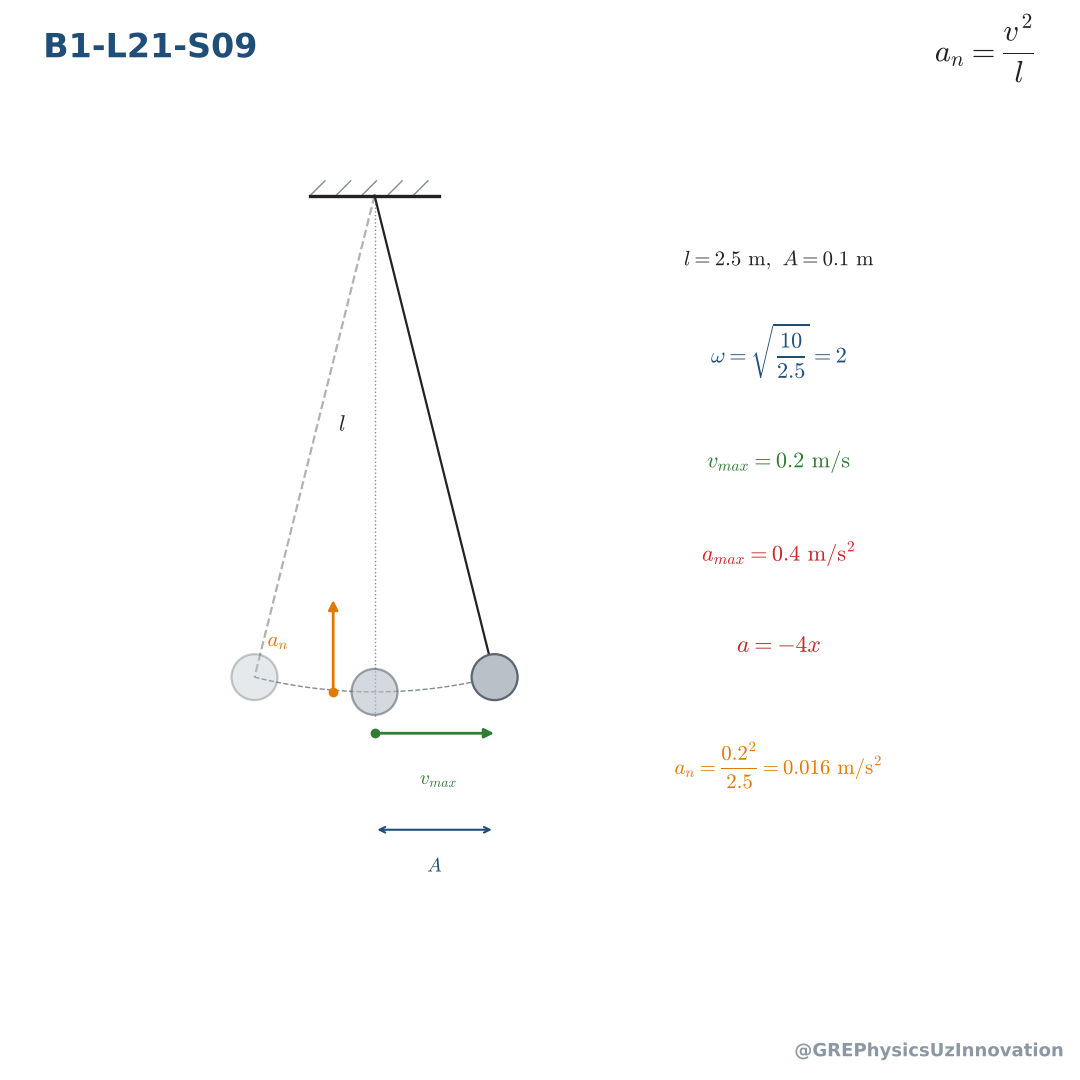 B1-L21-S09
a_n = v^2/l
l = 2.5 m, A = 0.1 m
ω = √(10/2.5) = 2
l
v_max = 0.2 m/s
a_max = 0.4 m/s^2
a_n
a = −4x
a_n = 0.2^2/2.5 = 0.016 m/s^2
v_max
A
@GREPhysicsUzInnovation